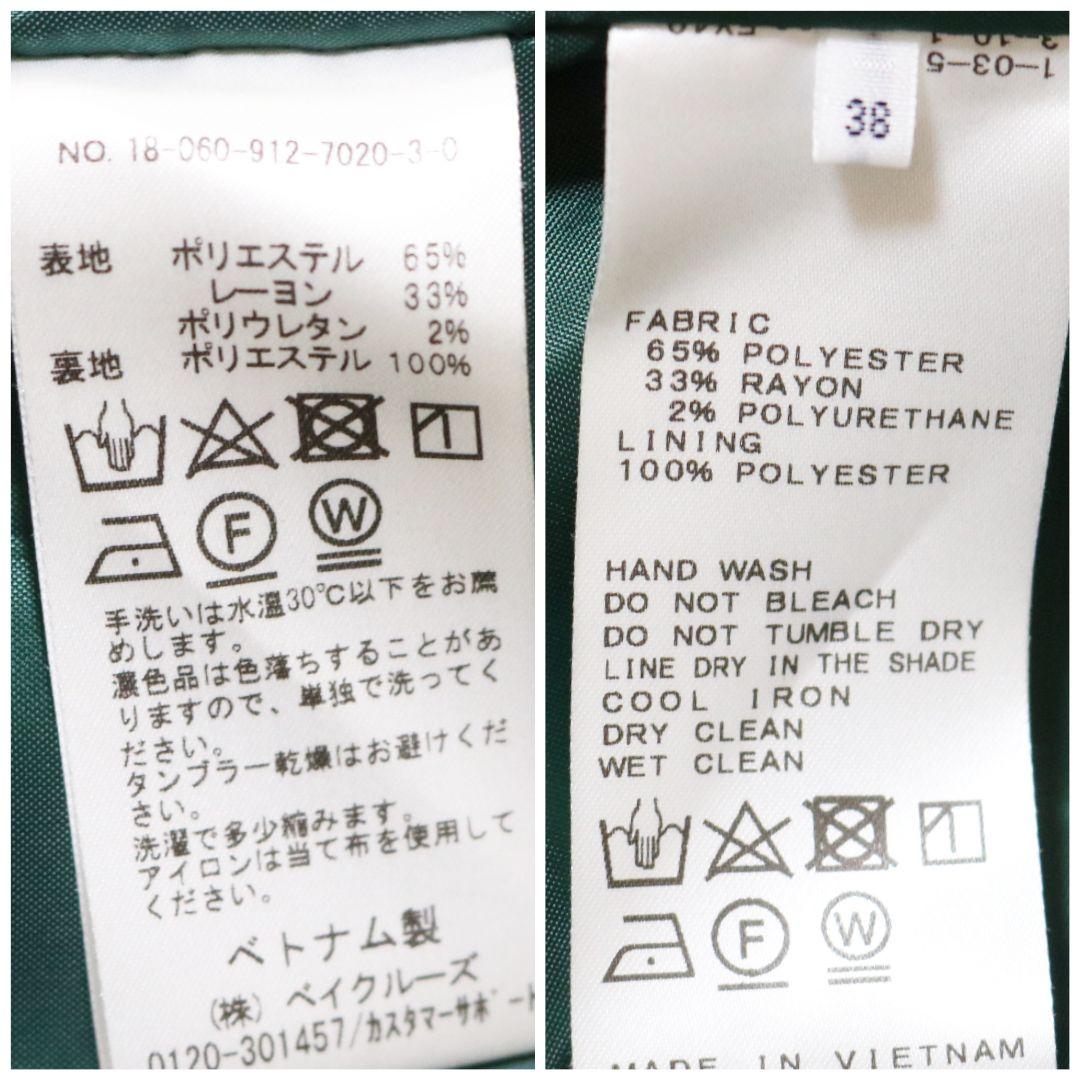 NO. 18-060-912-7020-3-0
表地 ポリエステル 65%
レーヨン 33%
ポリウレタン 2%
裏地 ポリエステル 100%
F W
手洗いは水温30℃以下をお薦
めします。
濃色品は色落ちすることがあ
りますので、単独で洗ってく
ださい。
タンブラー乾燥はお避けくだ
さい。
洗濯で多少縮みます。
アイロンは当て布を使用して
ください。
ベトナム製
(株) ベイクルーズ
0120-301457/カスタマーサポート
1-03-5
38
FABRIC
65% POLYESTER
33% RAYON
2% POLYURETHANE
LINING
100% POLYESTER
HAND WASH
DO NOT BLEACH
DO NOT TUMBLE DRY
LINE DRY IN THE SHADE
COOL IRON
DRY CLEAN
WET CLEAN
F W
MADE IN VIETNAM